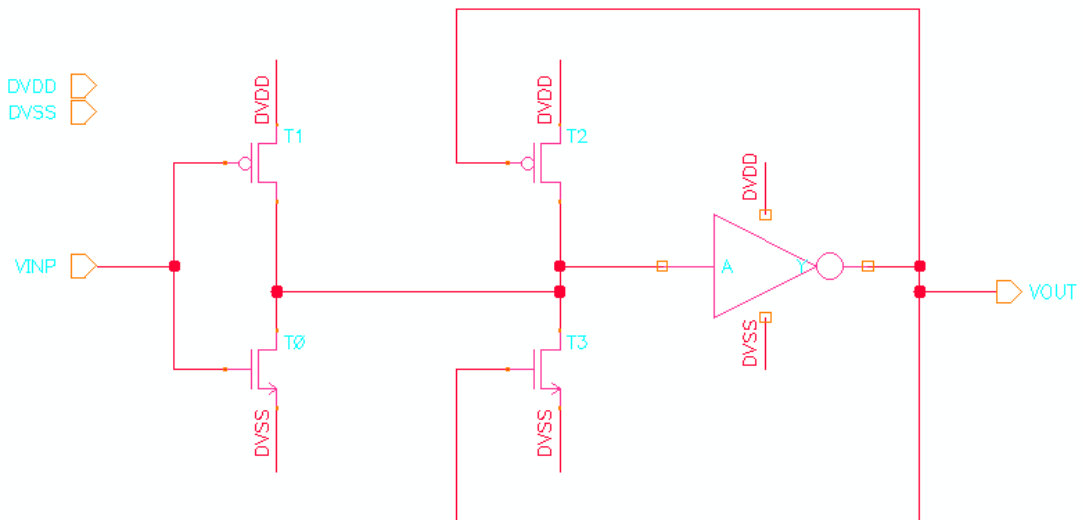 DVDD
DVSS
VINP
DVDD
T1
TØ
DVSS
DVDD
T2
T3
DVSS
DVDD
A
Y
DVSS
VOUT